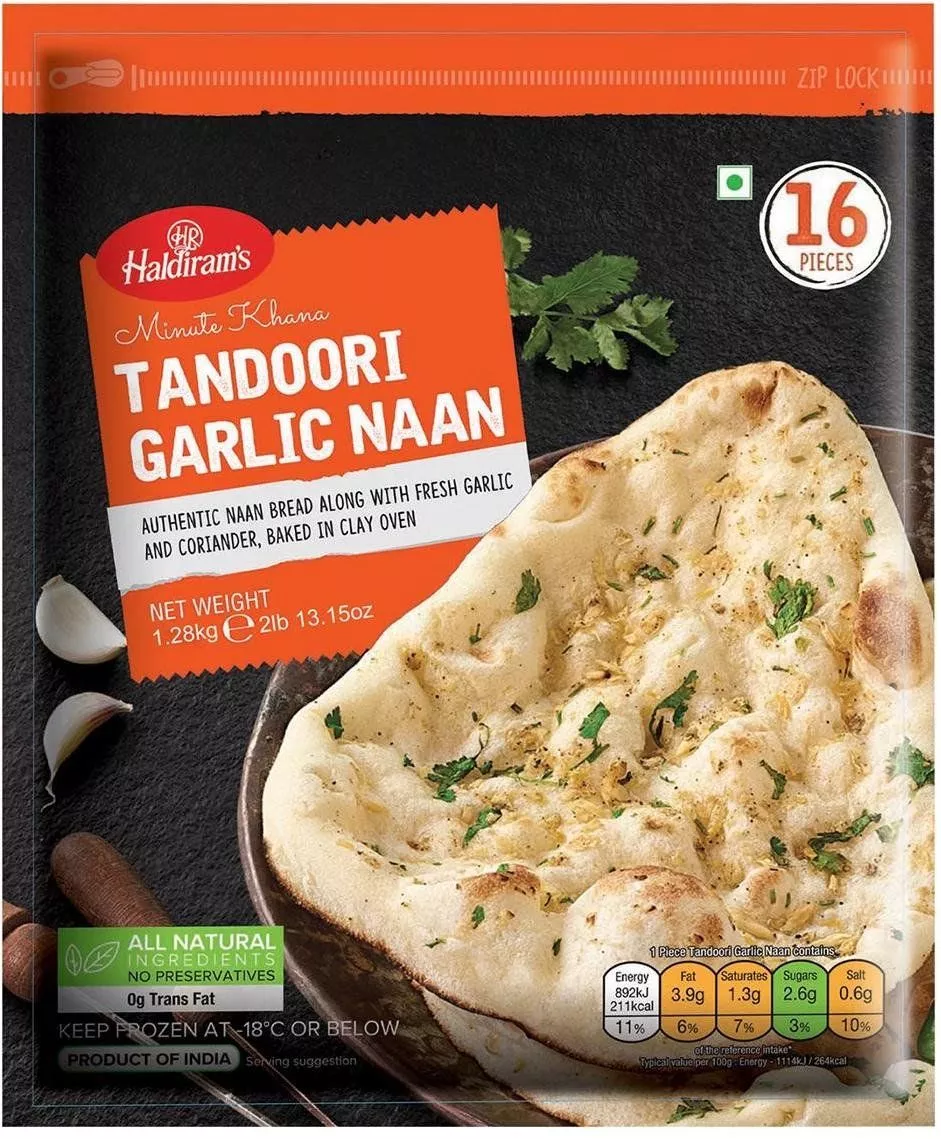 ZIP LOCK
16
PIECES
HR
Haldiram's
Minute Khana
TANDOORI
GARLIC NAAN
AUTHENTIC NAAN BREAD ALONG WITH FRESH GARLIC
AND CORIANDER, BAKED IN CLAY OVEN
NET WEIGHT
1.28kg e 2lb 13.15oz
ALL NATURAL
INGREDIENTS
NO PRESERVATIVES
0g Trans Fat
KEEP FROZEN AT -18°C OR BELOW
PRODUCT OF INDIA Serving suggestion
1 Piece Tandoori Garlic Naan contains
Energy Fat Saturates Sugars Salt
892kJ 3.9g 1.3g 2.6g 0.6g
211kcal
11% 6% 7% 3% 10%
of the reference intake*
Typical value per 100g : Energy - 1114kJ / 264kcal